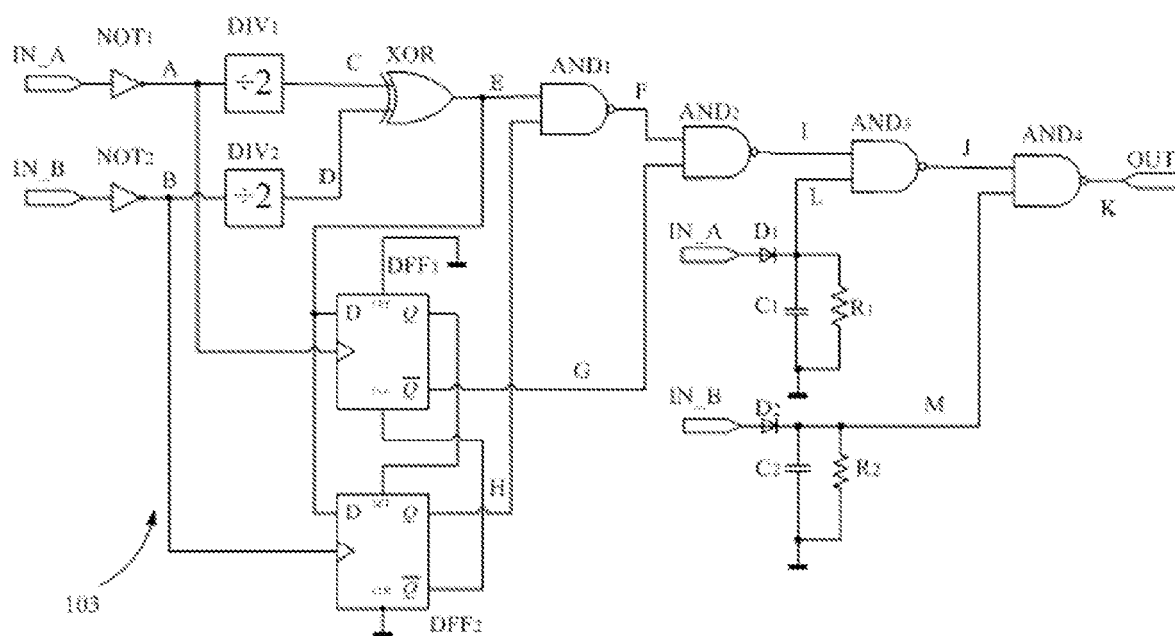 DIV₁
NOT₁
XOR
IN_A
A
÷2
C
E
AND₁
F
AND₂
I
AND₃
J
AND₄
OUT
K
IN_B
NOT₂
B
DIV₂
÷2
D
L
IN_A
D₁
C₁
R₁
DFF₁
D
Q
Q̅
G
IN_B
D₂
M
C₂
R₂
H
D
Q
Q̅
DFF₂
103